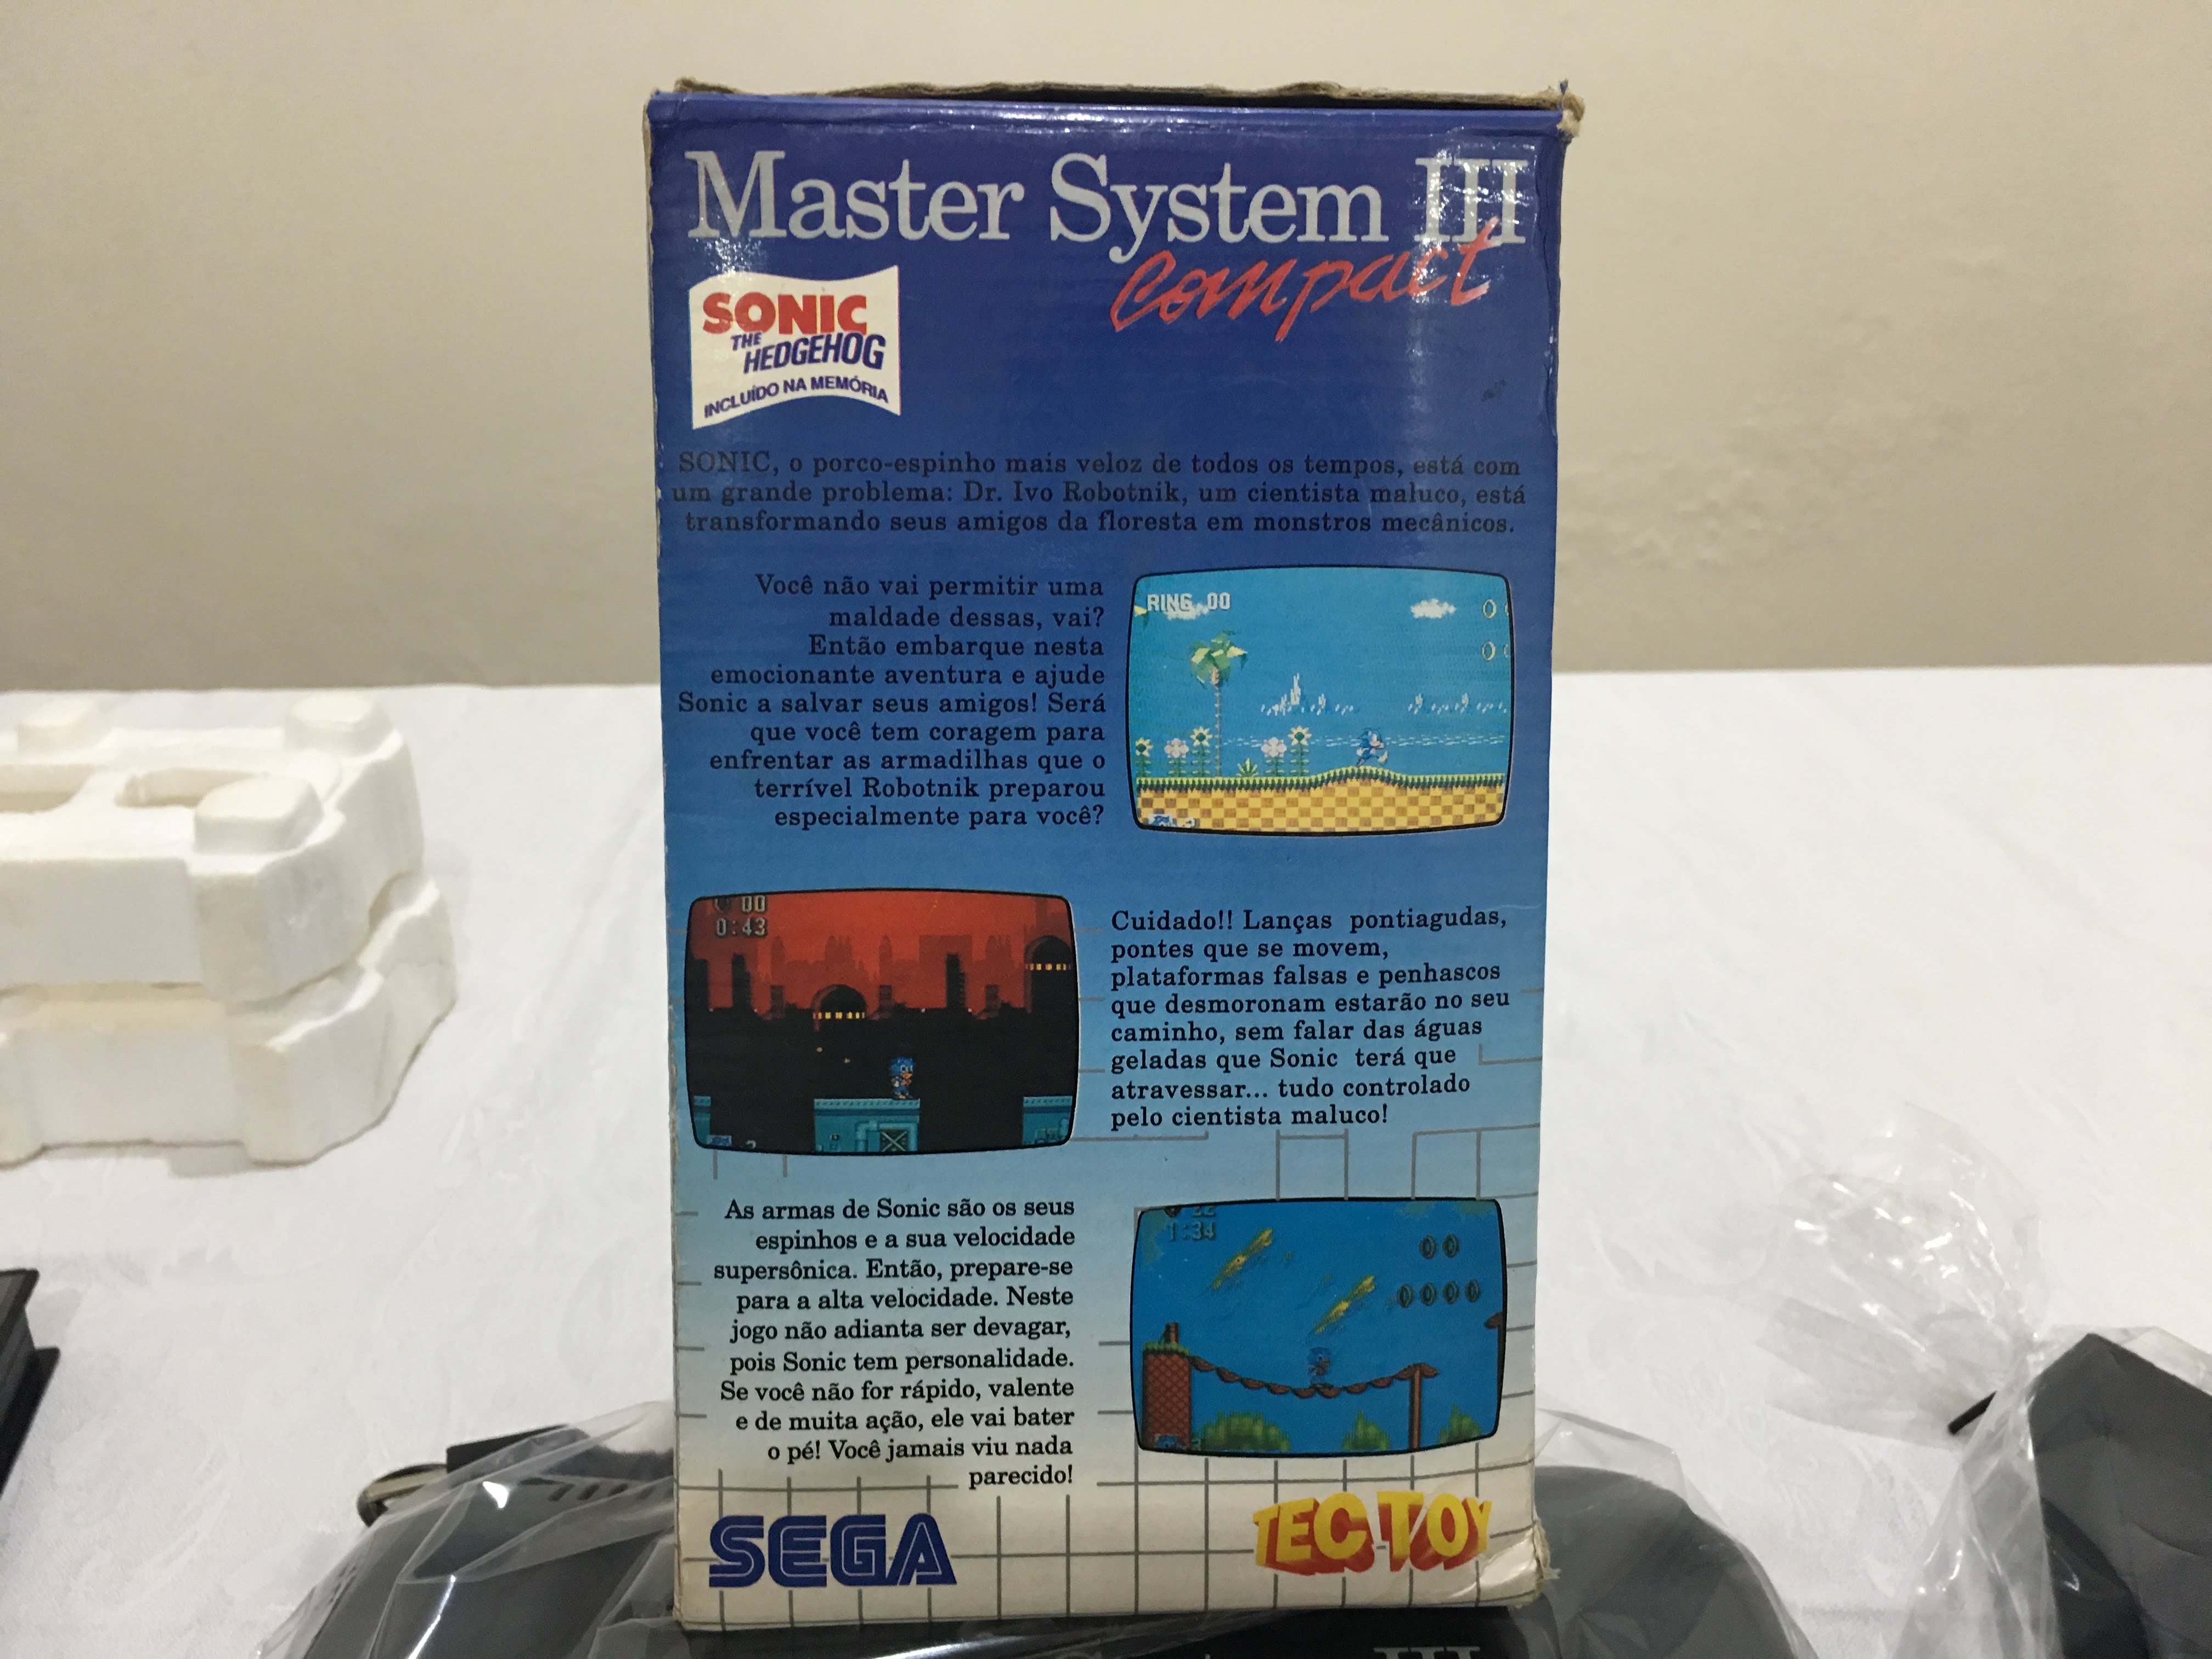 Master System III
Compact
SONIC
THE
HEDGEHOG
INCLUÍDO NA MEMÓRIA
SONIC, o porco-espinho mais veloz de todos os tempos, está com
um grande problema: Dr. Ivo Robotnik, um cientista maluco, está
transformando seus amigos da floresta em monstros mecânicos.
Você não vai permitir uma
maldade dessas, vai?
Então embarque nesta
emocionante aventura e ajude
Sonic a salvar seus amigos! Será
que você tem coragem para
enfrentar as armadilhas que o
terrível Robotnik preparou
especialmente para você?
RING 00
00
0:43
Cuidado!! Lanças pontiagudas,
pontes que se movem,
plataformas falsas e penhascos
que desmoronam estarão no seu
caminho, sem falar das águas
geladas que Sonic terá que
atravessar... tudo controlado
pelo cientista maluco!
As armas de Sonic são os seus
espinhos e a sua velocidade
supersônica. Então, prepare-se
para a alta velocidade. Neste
jogo não adianta ser devagar,
pois Sonic tem personalidade.
Se você não for rápido, valente
e de muita ação, ele vai bater
o pé! Você jamais viu nada
parecido!
1:34
SEGA
TEC TOY
III